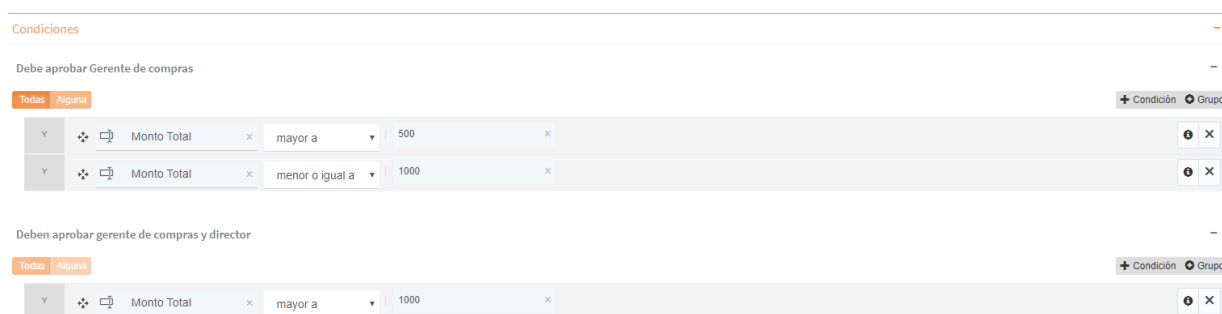 Condiciones
Debe aprobar Gerente de compras
Todas Alguna + Condición Grupo
Y Monto Total × mayor a 500 ×
Y Monto Total × menor o igual a 1000 ×
Deben aprobar gerente de compras y director
Todas Alguna + Condición Grupo
Y Monto Total × mayor a 1000 ×